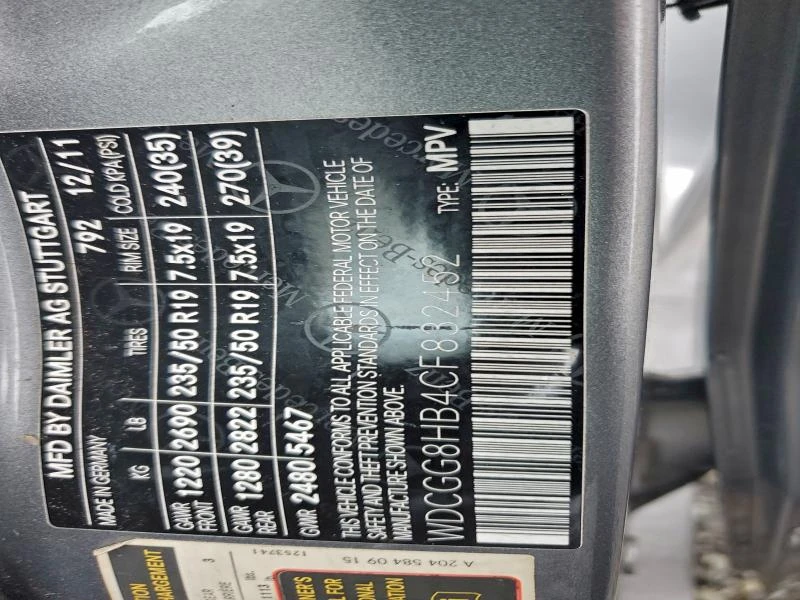 MFD BY DAIMLER AG STUTTGART
MADE IN GERMANY 792 12/11
KG LB TIRES RIM SIZE COLD KPA(PSI)
GAWR FRONT 1220 2690 235/50 R19 7.5x19 240(35)
GAWR REAR 1280 2822 235/50 R19 7.5x19 270(39)
GVWR 2480 5467
THIS VEHICLE CONFORMS TO ALL APPLICABLE FEDERAL MOTOR VEHICLE
SAFETY AND THEFT PREVENTION STANDARDS IN EFFECT ON THE DATE OF
MANUFACTURE SHOWN ABOVE.
WDCGG8HB4CF832452 TYPE: MPV
A 204 584 09 15
1253741